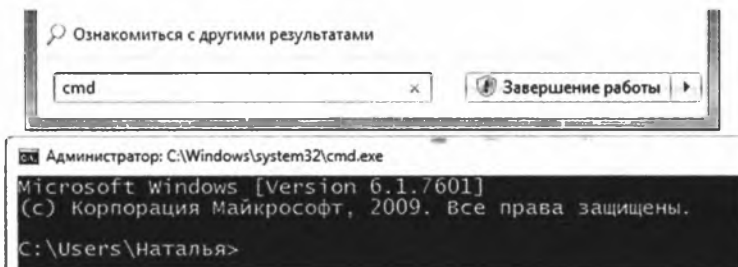 Ознакомиться с другими результатами
cmd
Завершение работы
Администратор: C:\Windows\system32\cmd.exe
Microsoft Windows [Version 6.1.7601]
(c) Корпорация Майкрософт, 2009. Все права защищены.
C:\Users\Наталья>